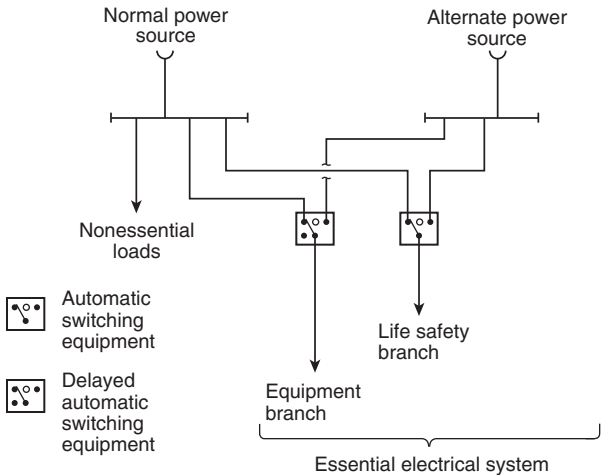 Normal power
source
Alternate power
source
Nonessential
loads
Automatic
switching
equipment
Life safety
branch
Delayed
automatic
switching
equipment
Equipment
branch
Essential electrical system